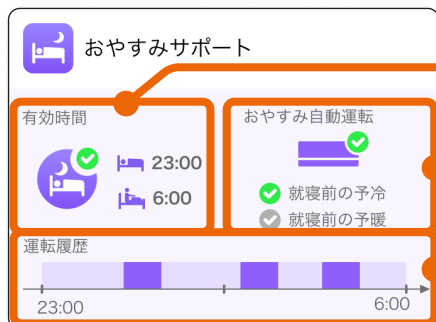 おやすみサポート
有効時間
23:00
6:00
おやすみ自動運転
就寝前の予冷
就寝前の予暖
運転履歴
23:00
6:00